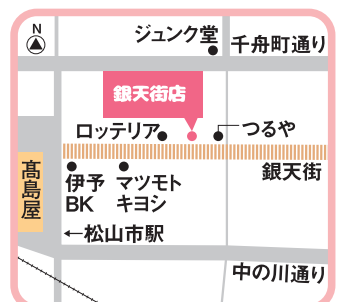 N
ジュンク堂
千舟町通り
銀天街店
ロッテリア
つるや
銀天街
髙島屋
伊予
BK
マツモト
キヨシ
←松山市駅
中の川通り